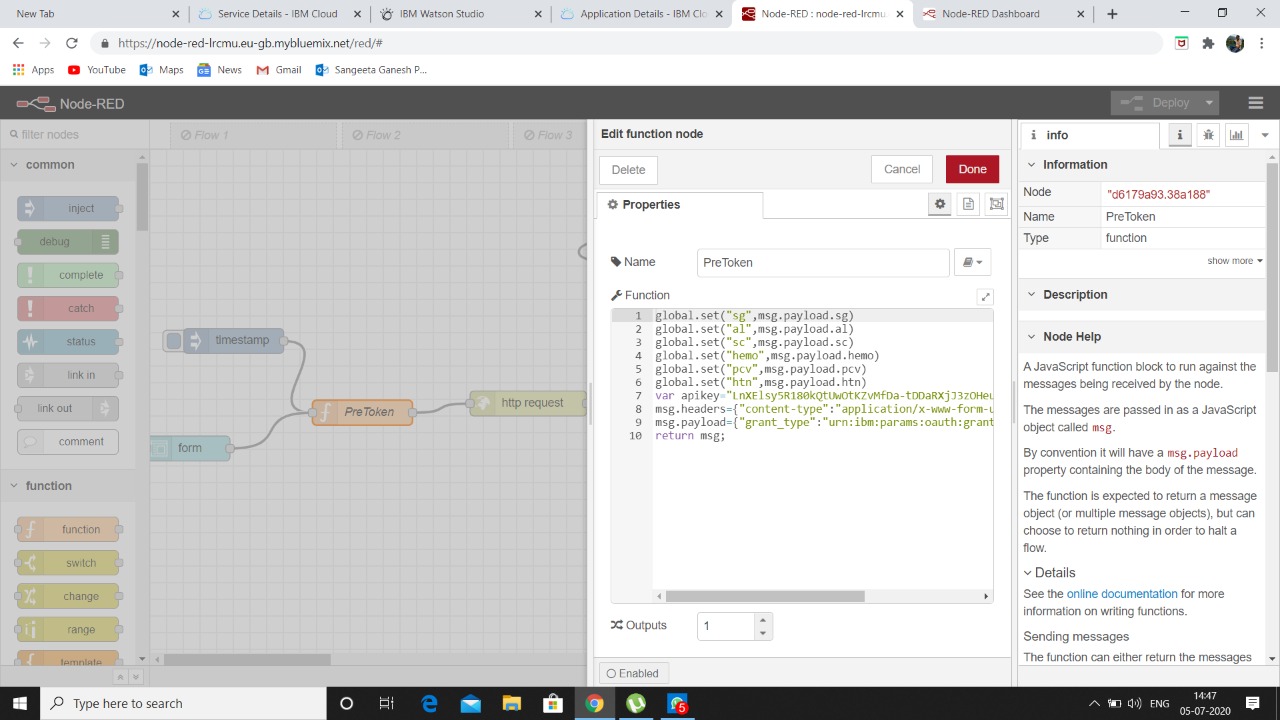 New Tab
Service Details - IBM Cloud
IBM Watson Studio
Application Details - IBM Clo
Node-RED : node-red-lrcmu.
Node-RED Dashboard
https://node-red-lrcmu.eu-gb.mybluemix.net/red/#
Apps
YouTube
Maps
News
Gmail
Sangeeta Ganesh P...
Node-RED
Deploy
filter nodes
Flow 1
Flow 2
Flow 3
common
inject
debug
complete
catch
status
link in
link out
comment
function
function
switch
change
range
template
timestamp
PreToken
http request
form
Edit function node
Delete
Cancel
Done
Properties
Name
PreToken
Function
1 global.set("sg",msg.payload.sg)
2 global.set("al",msg.payload.al)
3 global.set("sc",msg.payload.sc)
4 global.set("hemo",msg.payload.hemo)
5 global.set("pcv",msg.payload.pcv)
6 global.set("htn",msg.payload.htn)
7 var apikey="LnXElsy5R180kQtUwOtKZvMfDa-tDDaRXjJ3zOHeu
8 msg.headers={"content-type":"application/x-www-form-u
9 msg.payload={"grant_type":"urn:ibm:params:oauth:grant
10 return msg;
Outputs
1
Enabled
info
Information
Node "d6179a93.38a188"
Name PreToken
Type function
show more
Description
Node Help
A JavaScript function block to run against the
messages being received by the node.
The messages are passed in as a JavaScript
object called msg.
By convention it will have a msg.payload
property containing the body of the message.
The function is expected to return a message
object (or multiple message objects), but can
choose to return nothing in order to halt a
flow.
Details
See the online documentation for more
information on writing functions.
Sending messages
The function can either return the messages
Type here to search
5
ENG
14:47
05-07-2020